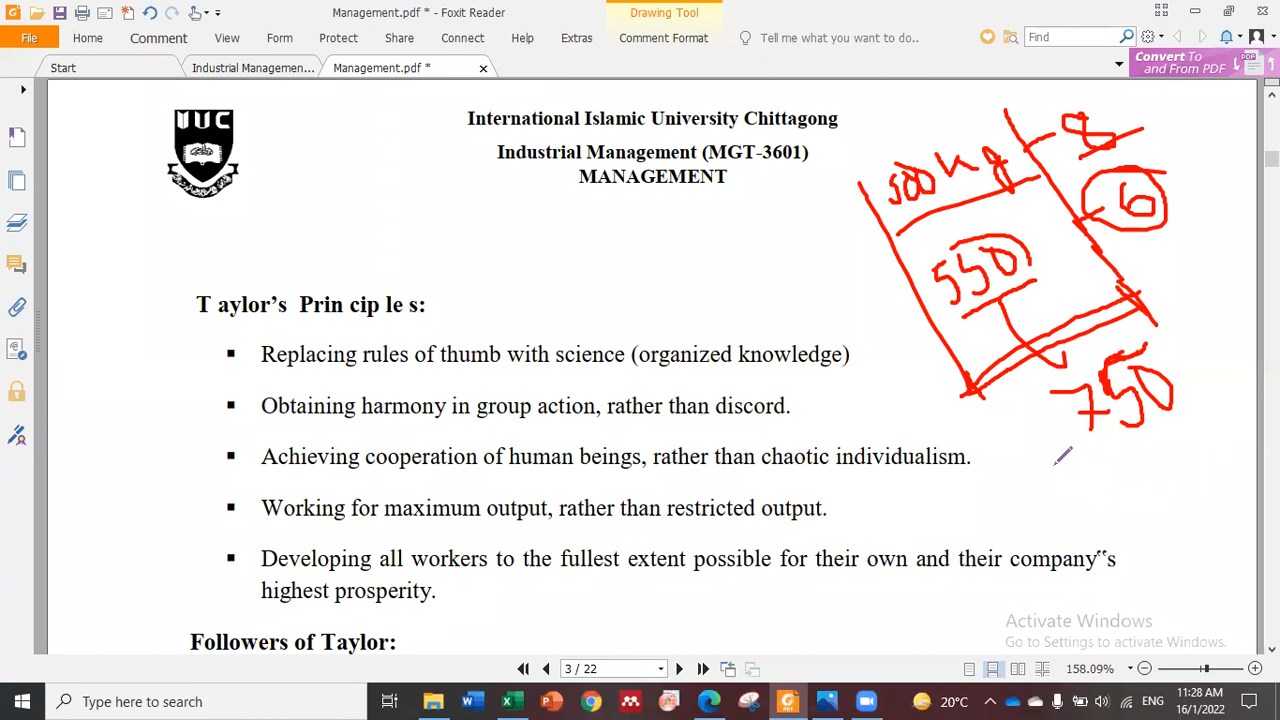 Management.pdf * - Foxit Reader
Drawing Tool
File
Home
Comment
View
Form
Protect
Share
Connect
Help
Extras
Comment Format
Tell me what you want to do..
Find
Start
Industrial Managemen...
Management.pdf *
Convert To
and From PDF
IIUC
International Islamic University Chittagong
Industrial Management (MGT-3601)
MANAGEMENT
500 kg
8
6
550
750
T aylor’s Prin cip le s:
▪ Replacing rules of thumb with science (organized knowledge)
▪ Obtaining harmony in group action, rather than discord.
▪ Achieving cooperation of human beings, rather than chaotic individualism.
▪ Working for maximum output, rather than restricted output.
▪ Developing all workers to the fullest extent possible for their own and their company‟s
highest prosperity.
Followers of Taylor:
Activate Windows
Go to Settings to activate Windows.
3 / 22
158.09%
Type here to search
20°C
ENG
11:28 AM
16/1/2022